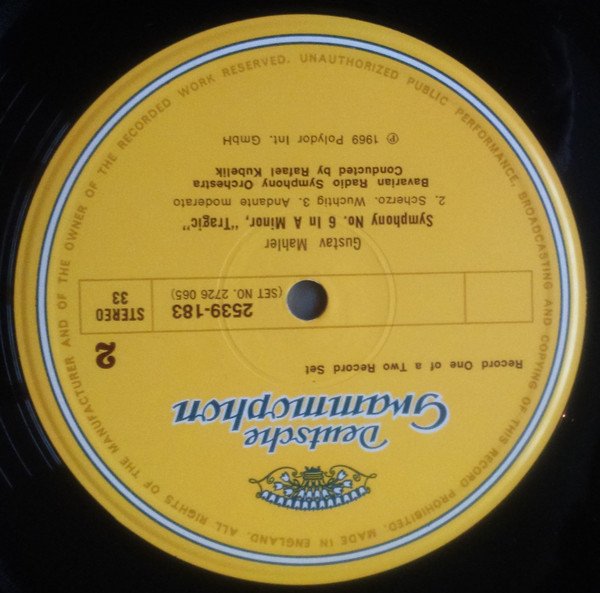 Deutsche
Grammophon
Record One of a Two Record Set
2
STEREO
33
2539-183
(SET NO. 2726 065)
Gustav Mahler
Symphony No. 6 In A Minor, "Tragic"
2. Scherzo. Wuchtig 3. Andante moderato
Bavarian Radio Symphony Orchestra
Conducted by Rafael Kubelik
℗ 1969 Polydor Int. GmbH
ALL RIGHTS OF THE MANUFACTURER AND OF THE OWNER OF THE RECORDED WORK RESERVED. UNAUTHORIZED PUBLIC PERFORMANCE, BROADCASTING AND COPYING OF THIS RECORD PROHIBITED. MADE IN ENGLAND.